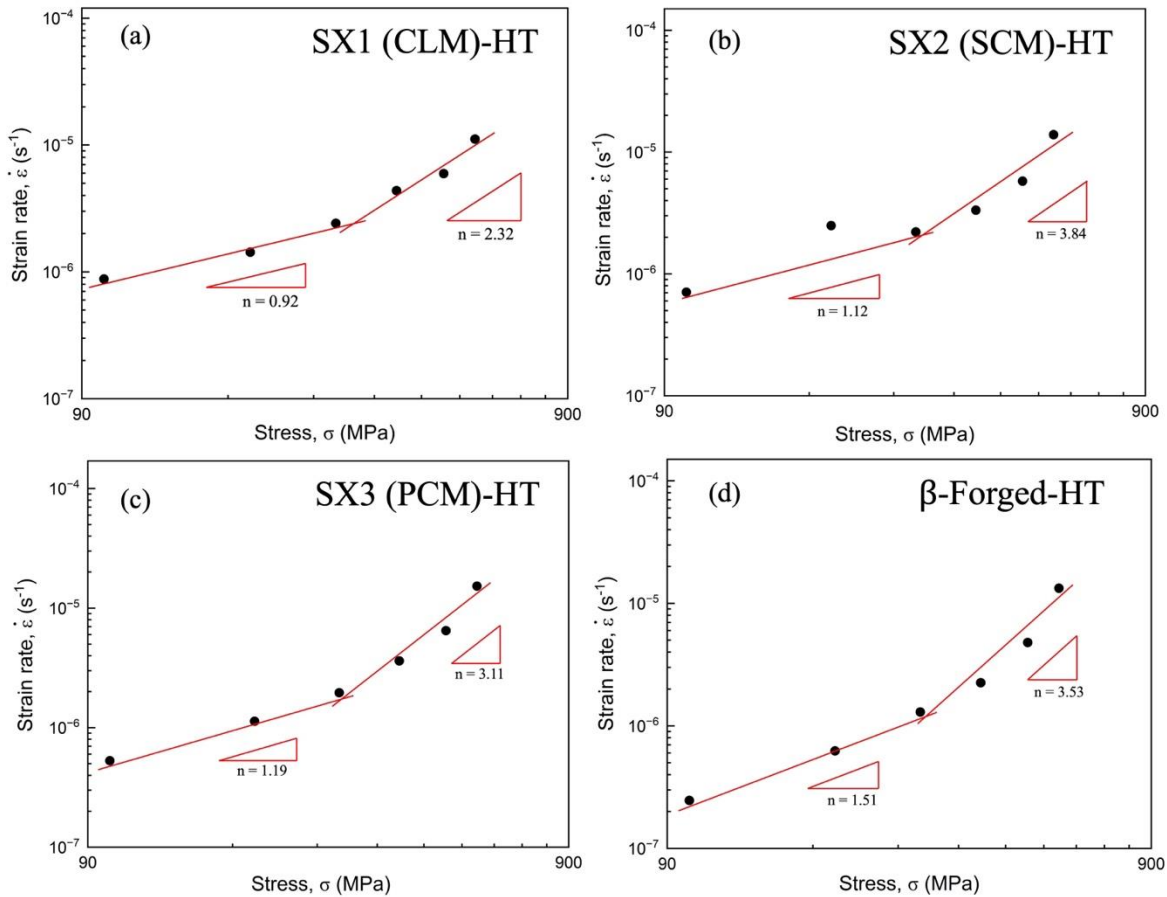 (a)
SX1 (CLM)-HT
10⁻⁴
10⁻⁵
10⁻⁶
10⁻⁷
Strain rate, ε̇ (s⁻¹)
n = 2.32
n = 0.92
90
900
Stress, σ (MPa)
(b)
SX2 (SCM)-HT
10⁻⁴
10⁻⁵
10⁻⁶
10⁻⁷
Strain rate, ε̇ (s⁻¹)
n = 3.84
n = 1.12
90
900
Stress, σ (MPa)
(c)
SX3 (PCM)-HT
10⁻⁴
10⁻⁵
10⁻⁶
10⁻⁷
Strain rate, ε̇ (s⁻¹)
n = 3.11
n = 1.19
90
900
Stress, σ (MPa)
(d)
β-Forged-HT
10⁻⁴
10⁻⁵
10⁻⁶
10⁻⁷
Strain rate, ε̇ (s⁻¹)
n = 3.53
n = 1.51
90
900
Stress, σ (MPa)